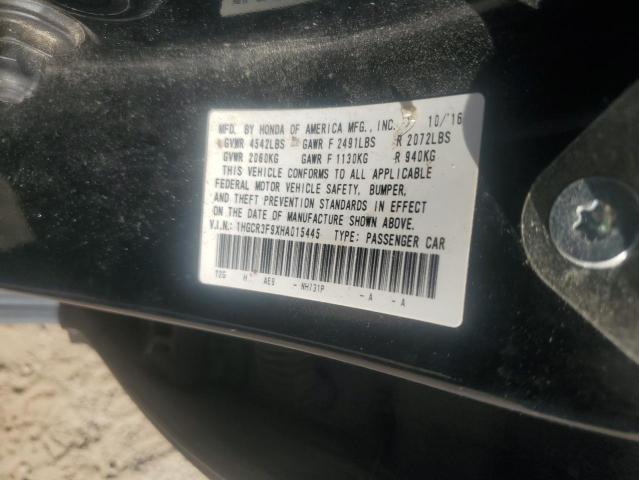 MFD. BY HONDA OF AMERICA MFG., INC. 10/'16
GVWR 4542LBS GAWR F 2491LBS R 2072LBS
GVWR 2060KG GAWR F 1130KG R 940KG
THIS VEHICLE CONFORMS TO ALL APPLICABLE
FEDERAL MOTOR VEHICLE SAFETY, BUMPER,
AND THEFT PREVENTION STANDARDS IN EFFECT
ON THE DATE OF MANUFACTURE SHOWN ABOVE.
V.I.N.: 1HGCR3F9XHA015445 TYPE: PASSENGER CAR
T2G H AE9 - NH731P - A - A